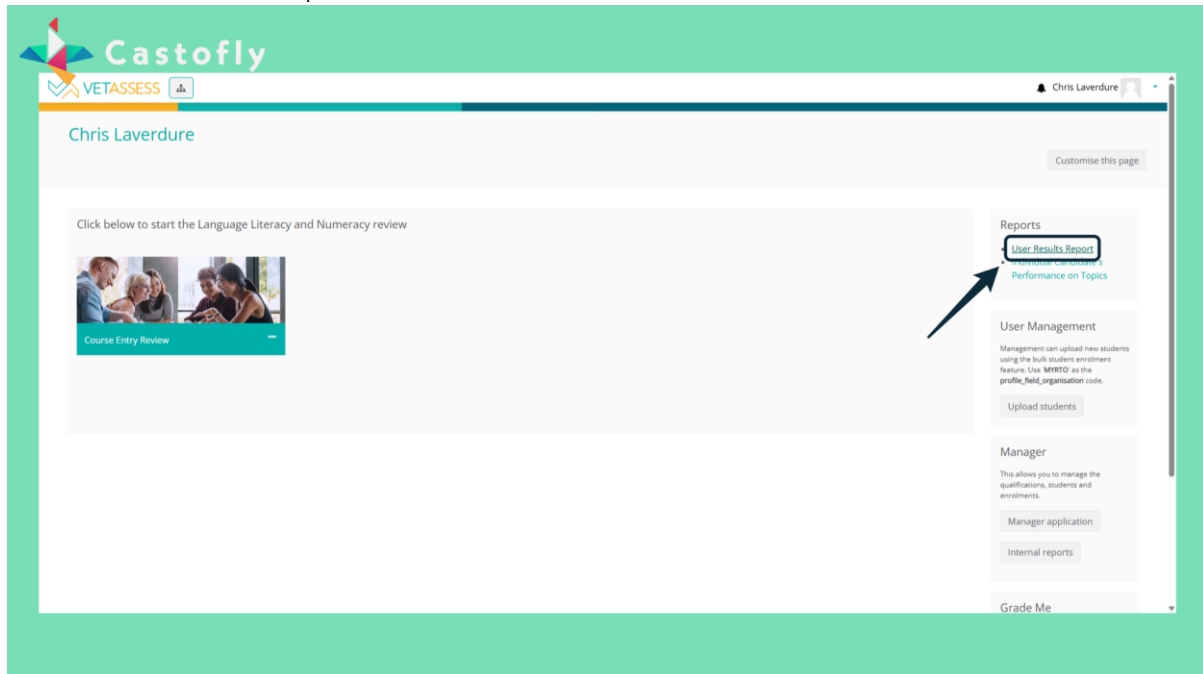 Castofly
VETASSESS
Chris Laverdure
Chris Laverdure
Customise this page
Click below to start the Language Literacy and Numeracy review
Course Entry Review
Reports
User Results Report
Individual Candidate's
Performance on Topics
User Management
Management can upload new students
using the bulk student enrolment
feature. Use 'MYRTO' as the
profile_field_organisation code.
Upload students
Manager
This allows you to manage the
qualifications, students and
enrolments.
Manager application
Internal reports
Grade Me